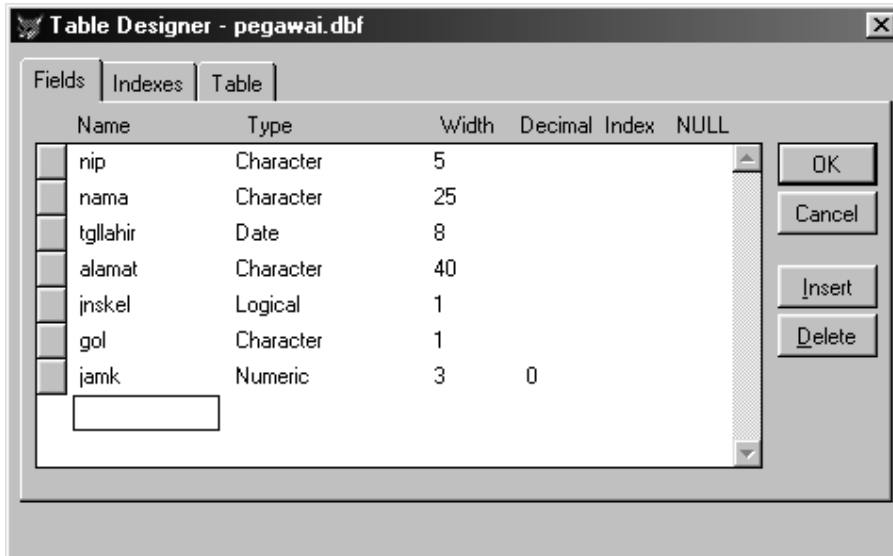 Table Designer - pegawai.dbf
Fields Indexes Table
Name Type Width Decimal Index NULL
nip Character 5
nama Character 25
tgllahir Date 8
alamat Character 40
jnskel Logical 1
gol Character 1
jamk Numeric 3 0
OK
Cancel
Insert
Delete